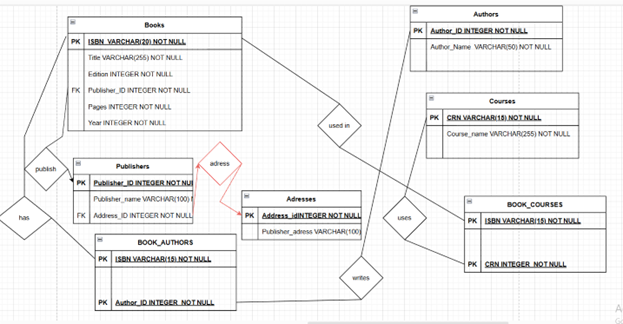 Books
PK ISBN VARCHAR(20) NOT NULL
Title VARCHAR(255) NOT NULL
Edition INTEGER NOT NULL
FK Publisher_ID INTEGER NOT NULL
Pages INTEGER NOT NULL
Year INTEGER NOT NULL
Authors
PK Author_ID INTEGER NOT NULL
Author_Name VARCHAR(50) NOT NULL
Courses
PK CRN VARCHAR(15) NOT NULL
Course_name VARCHAR(255) NOT NULL
used in
publish
Publishers
PK Publisher_ID INTEGER NOT NUI
Publisher_name VARCHAR(100)
FK Address_ID INTEGER NOT NULL
adress
Adresses
PK Address_idINTEGER NOT NULL
Publisher_adress VARCHAR(100)
has
uses
BOOK_COURSES
PK ISBN VARCHAR(15) NOT NULL
PK CRN INTEGER NOT NULL
BOOK_AUTHORS
PK ISBN VARCHAR(15) NOT NULL
PK Author_ID INTEGER NOT NULL
writes